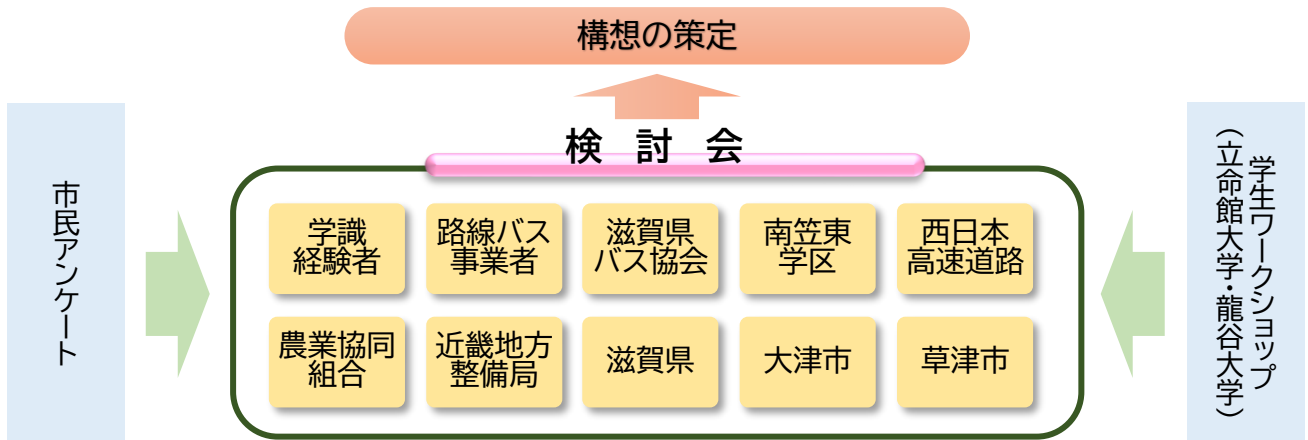 構想の策定
検 討 会
市民アンケート
学識
経験者
路線バス
事業者
滋賀県
バス協会
南笠東
学区
西日本
高速道路
農業協同
組合
近畿地方
整備局
滋賀県
大津市
草津市
学生ワークショップ
(立命館大学・龍谷大学)